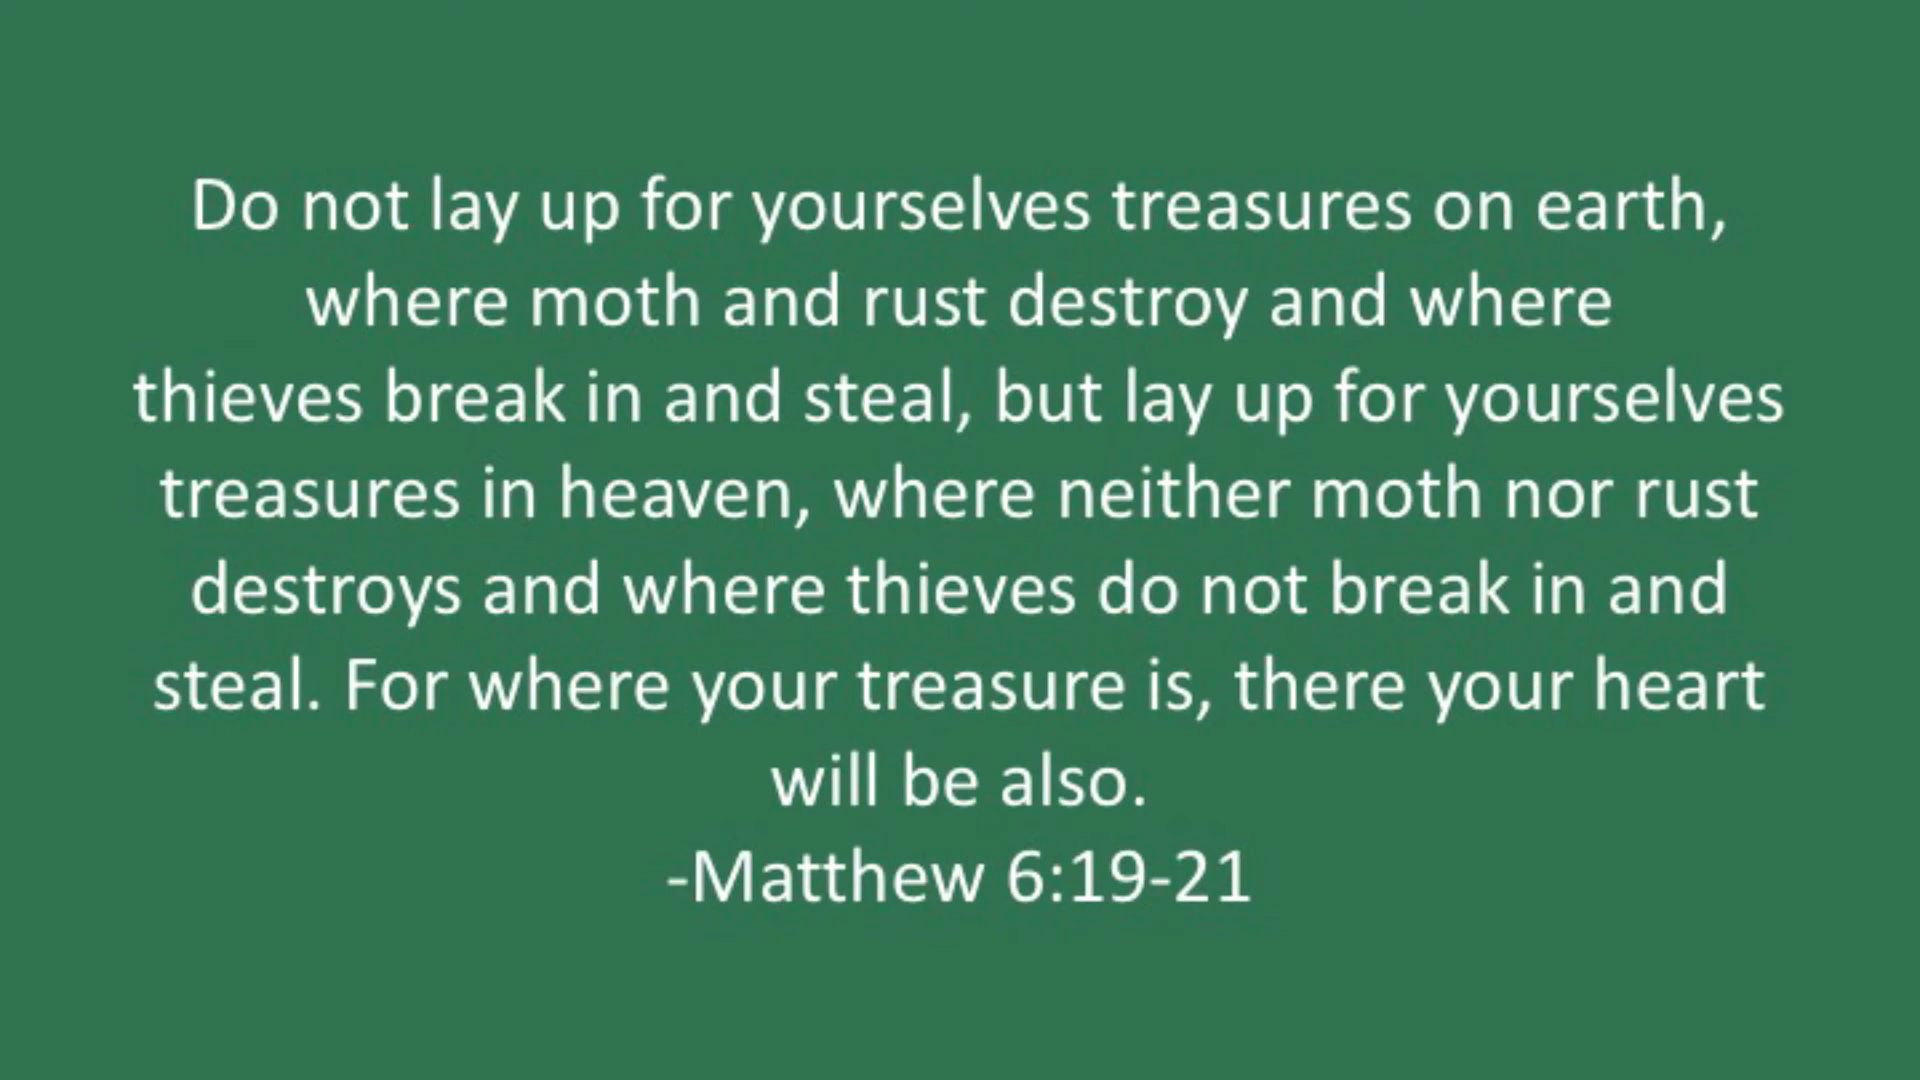 Do not lay up for yourselves treasures on earth,
where moth and rust destroy and where
thieves break in and steal, but lay up for yourselves
treasures in heaven, where neither moth nor rust
destroys and where thieves do not break in and
steal. For where your treasure is, there your heart
will be also.
-Matthew 6:19-21